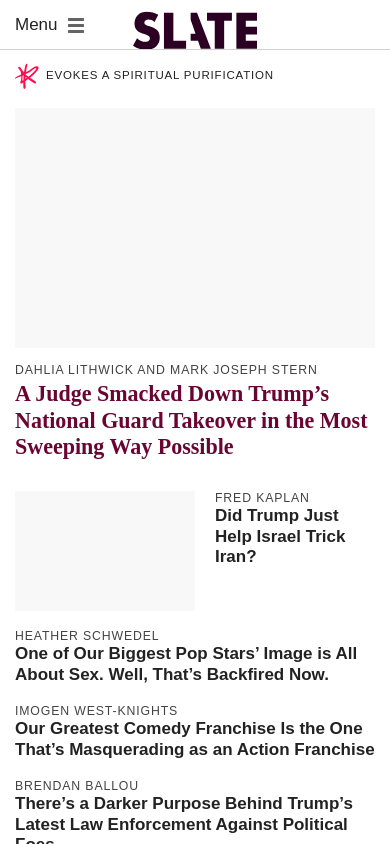 Menu
SLATE
EVOKES A SPIRITUAL PURIFICATION
DAHLIA LITHWICK AND MARK JOSEPH STERN
A Judge Smacked Down Trump’s
National Guard Takeover in the Most
Sweeping Way Possible
FRED KAPLAN
Did Trump Just
Help Israel Trick
Iran?
HEATHER SCHWEDEL
One of Our Biggest Pop Stars’ Image is All
About Sex. Well, That’s Backfired Now.
IMOGEN WEST-KNIGHTS
Our Greatest Comedy Franchise Is the One
That’s Masquerading as an Action Franchise
BRENDAN BALLOU
There’s a Darker Purpose Behind Trump’s
Latest Law Enforcement Against Political
Foes